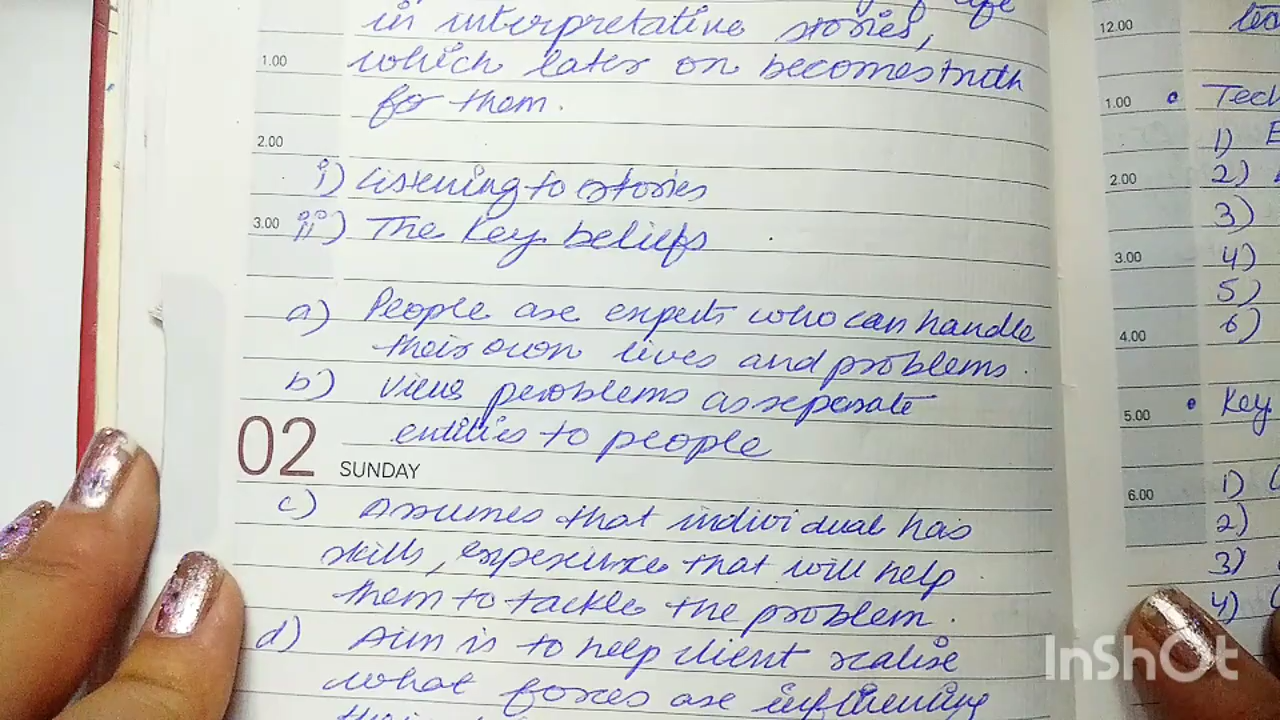 of life
in interpretative stories,
1.00 which later on becomes truth
for them.
2.00
i) Listening to stories
3.00 ii) The Key beliefs
a) People are experts who can handle
their own lives and problems.
b) View problems as seperate
entities to people
02 SUNDAY
c) Assumes that individual has
skills, experience that will help
them to tackle the problem.
d) Aim is to help client realise
what forces are influencing
12.00
1.00 • Tech
1) E
2.00 2)
3)
3.00 4)
5)
4.00 6)
5.00 • Key
6.00 1)
2)
3)
4)
InShOt